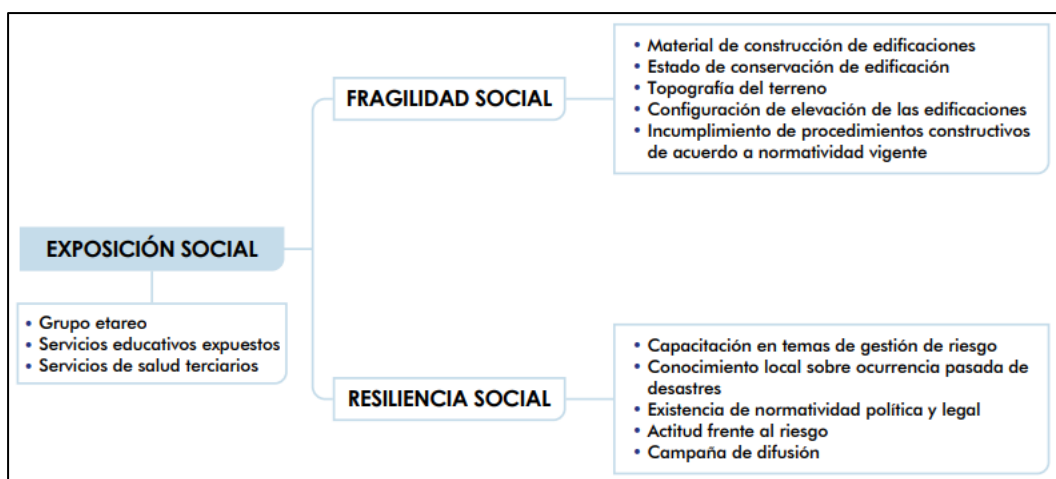 EXPOSICIÓN SOCIAL
• Grupo etareo
• Servicios educativos expuestos
• Servicios de salud terciarios
FRAGILIDAD SOCIAL
• Material de construcción de edificaciones
• Estado de conservación de edificación
• Topografía del terreno
• Configuración de elevación de las edificaciones
• Incumplimiento de procedimientos constructivos
de acuerdo a normatividad vigente
RESILIENCIA SOCIAL
• Capacitación en temas de gestión de riesgo
• Conocimiento local sobre ocurrencia pasada de
desastres
• Existencia de normatividad política y legal
• Actitud frente al riesgo
• Campaña de difusión